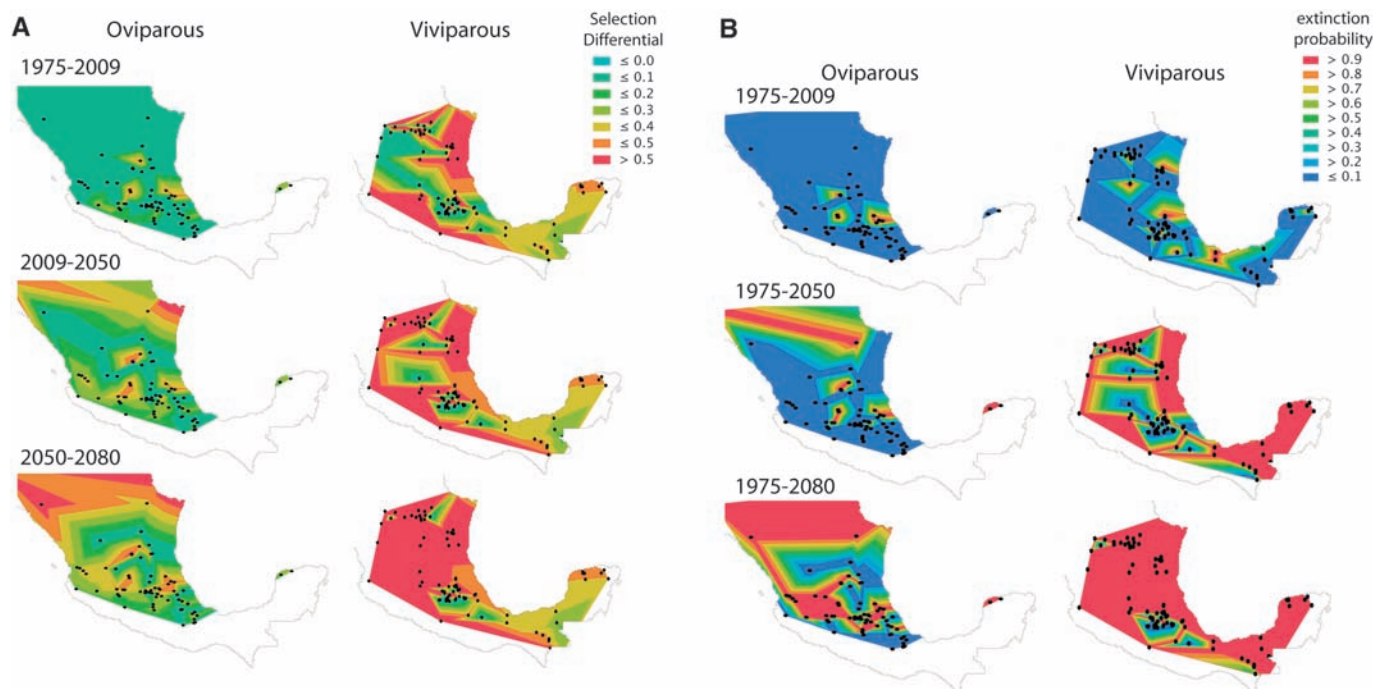 A
Oviparous
Viviparous
Selection
Differential
≤ 0.0
≤ 0.1
≤ 0.2
≤ 0.3
≤ 0.4
≤ 0.5
> 0.5
1975-2009
2009-2050
2050-2080
B
Oviparous
Viviparous
extinction
probability
> 0.9
> 0.8
> 0.7
> 0.6
> 0.5
> 0.4
> 0.3
> 0.2
≤ 0.1
1975-2009
1975-2050
1975-2080